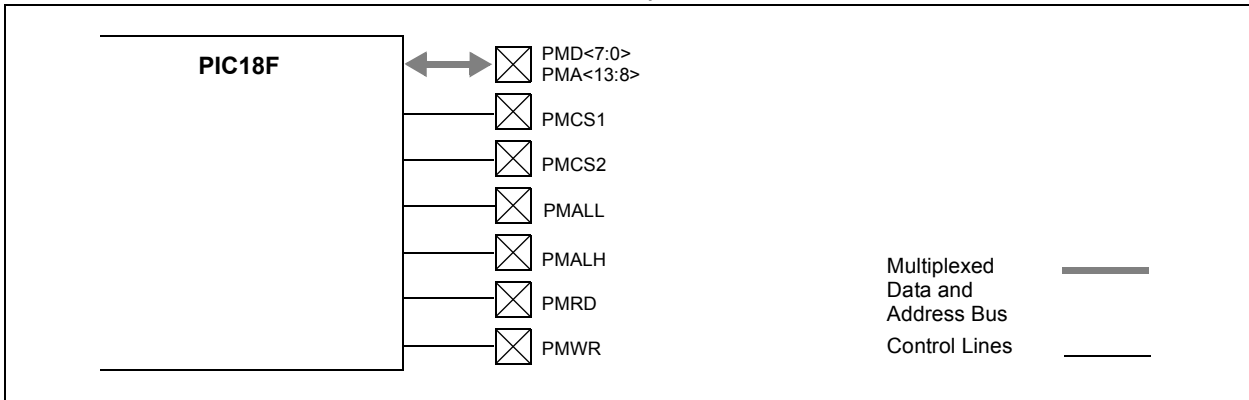 PIC18F
PMD<7:0>
PMA<13:8>
PMCS1
PMCS2
PMALL
PMALH
PMRD
PMWR
Multiplexed
Data and
Address Bus
Control Lines